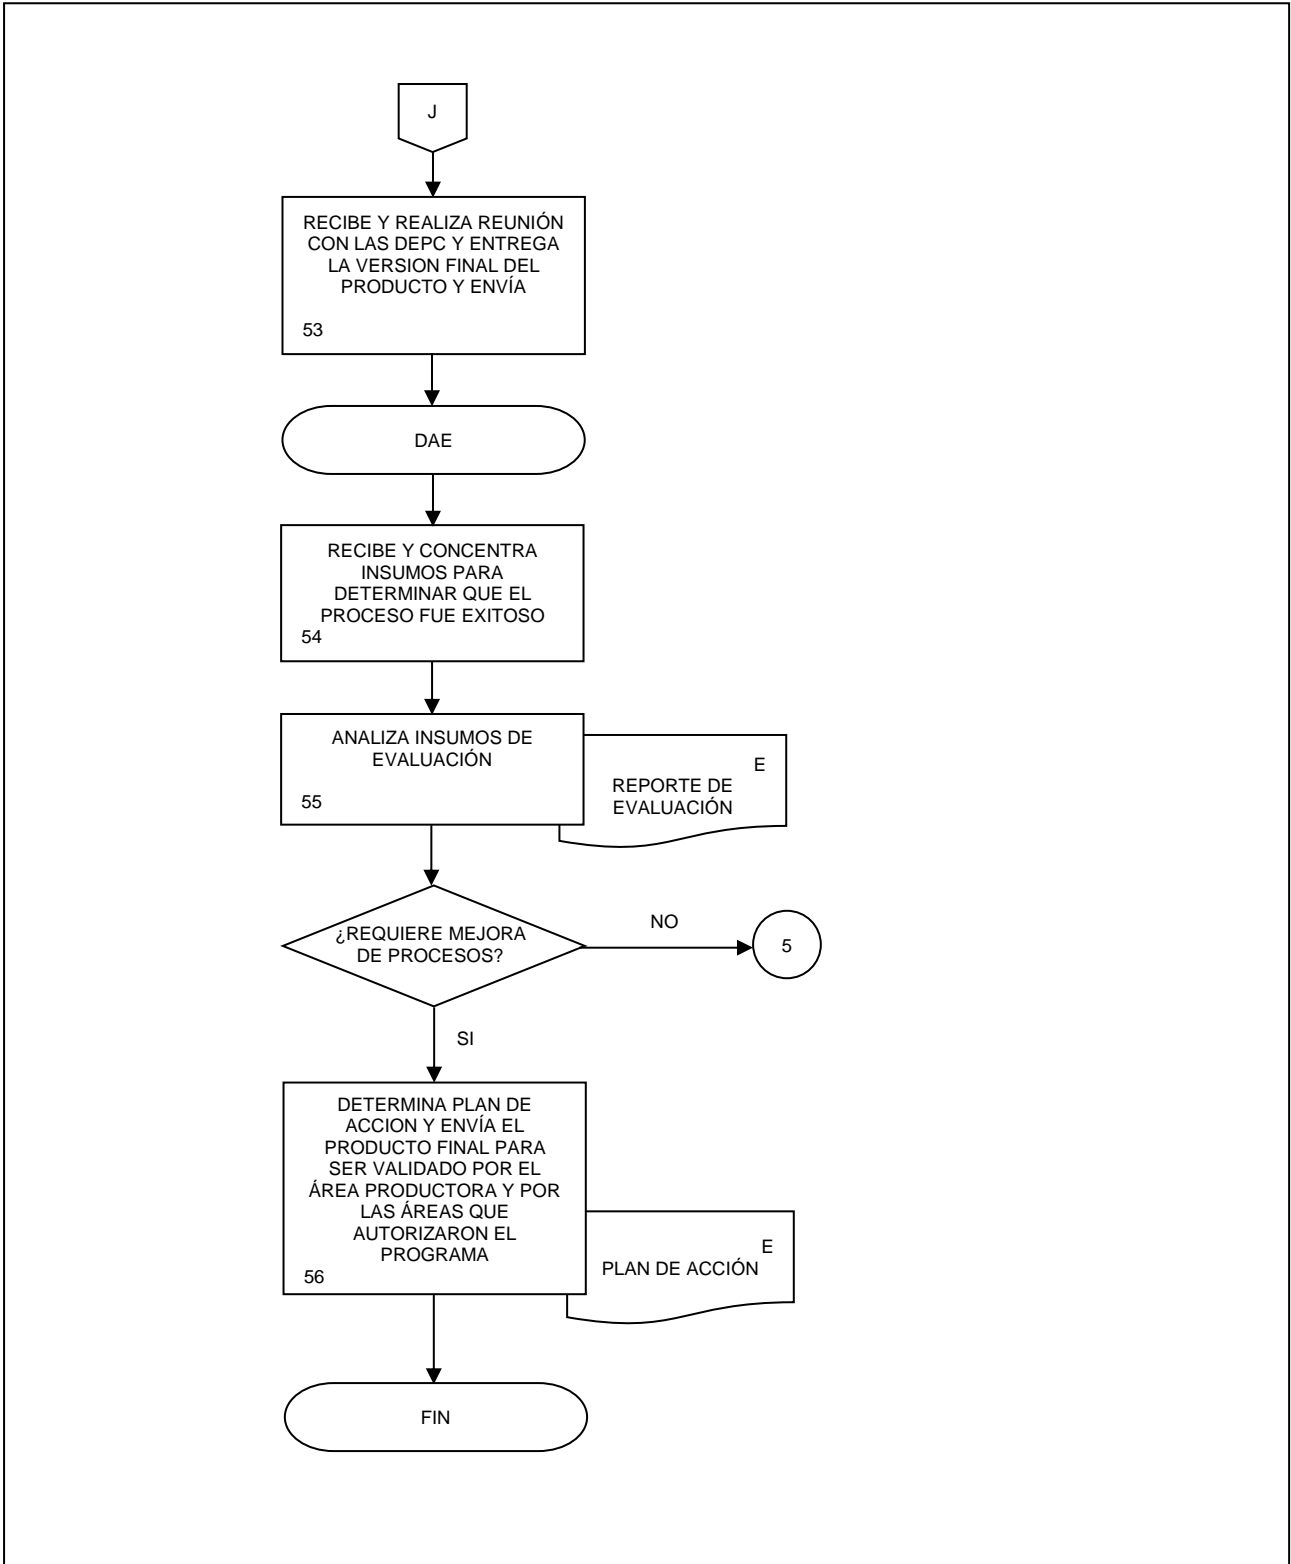 J
RECIBE Y REALIZA REUNIÓN
CON LAS DEPC Y ENTREGA
LA VERSION FINAL DEL
PRODUCTO Y ENVÍA
53
DAE
RECIBE Y CONCENTRA
INSUMOS PARA
DETERMINAR QUE EL
PROCESO FUE EXITOSO
54
ANALIZA INSUMOS DE
EVALUACIÓN
55
E
REPORTE DE
EVALUACIÓN
¿REQUIERE MEJORA
DE PROCESOS?
NO
5
SI
DETERMINA PLAN DE
ACCION Y ENVÍA EL
PRODUCTO FINAL PARA
SER VALIDADO POR EL
ÁREA PRODUCTORA Y POR
LAS ÁREAS QUE
AUTORIZARON EL
PROGRAMA
56
E
PLAN DE ACCIÓN
FIN